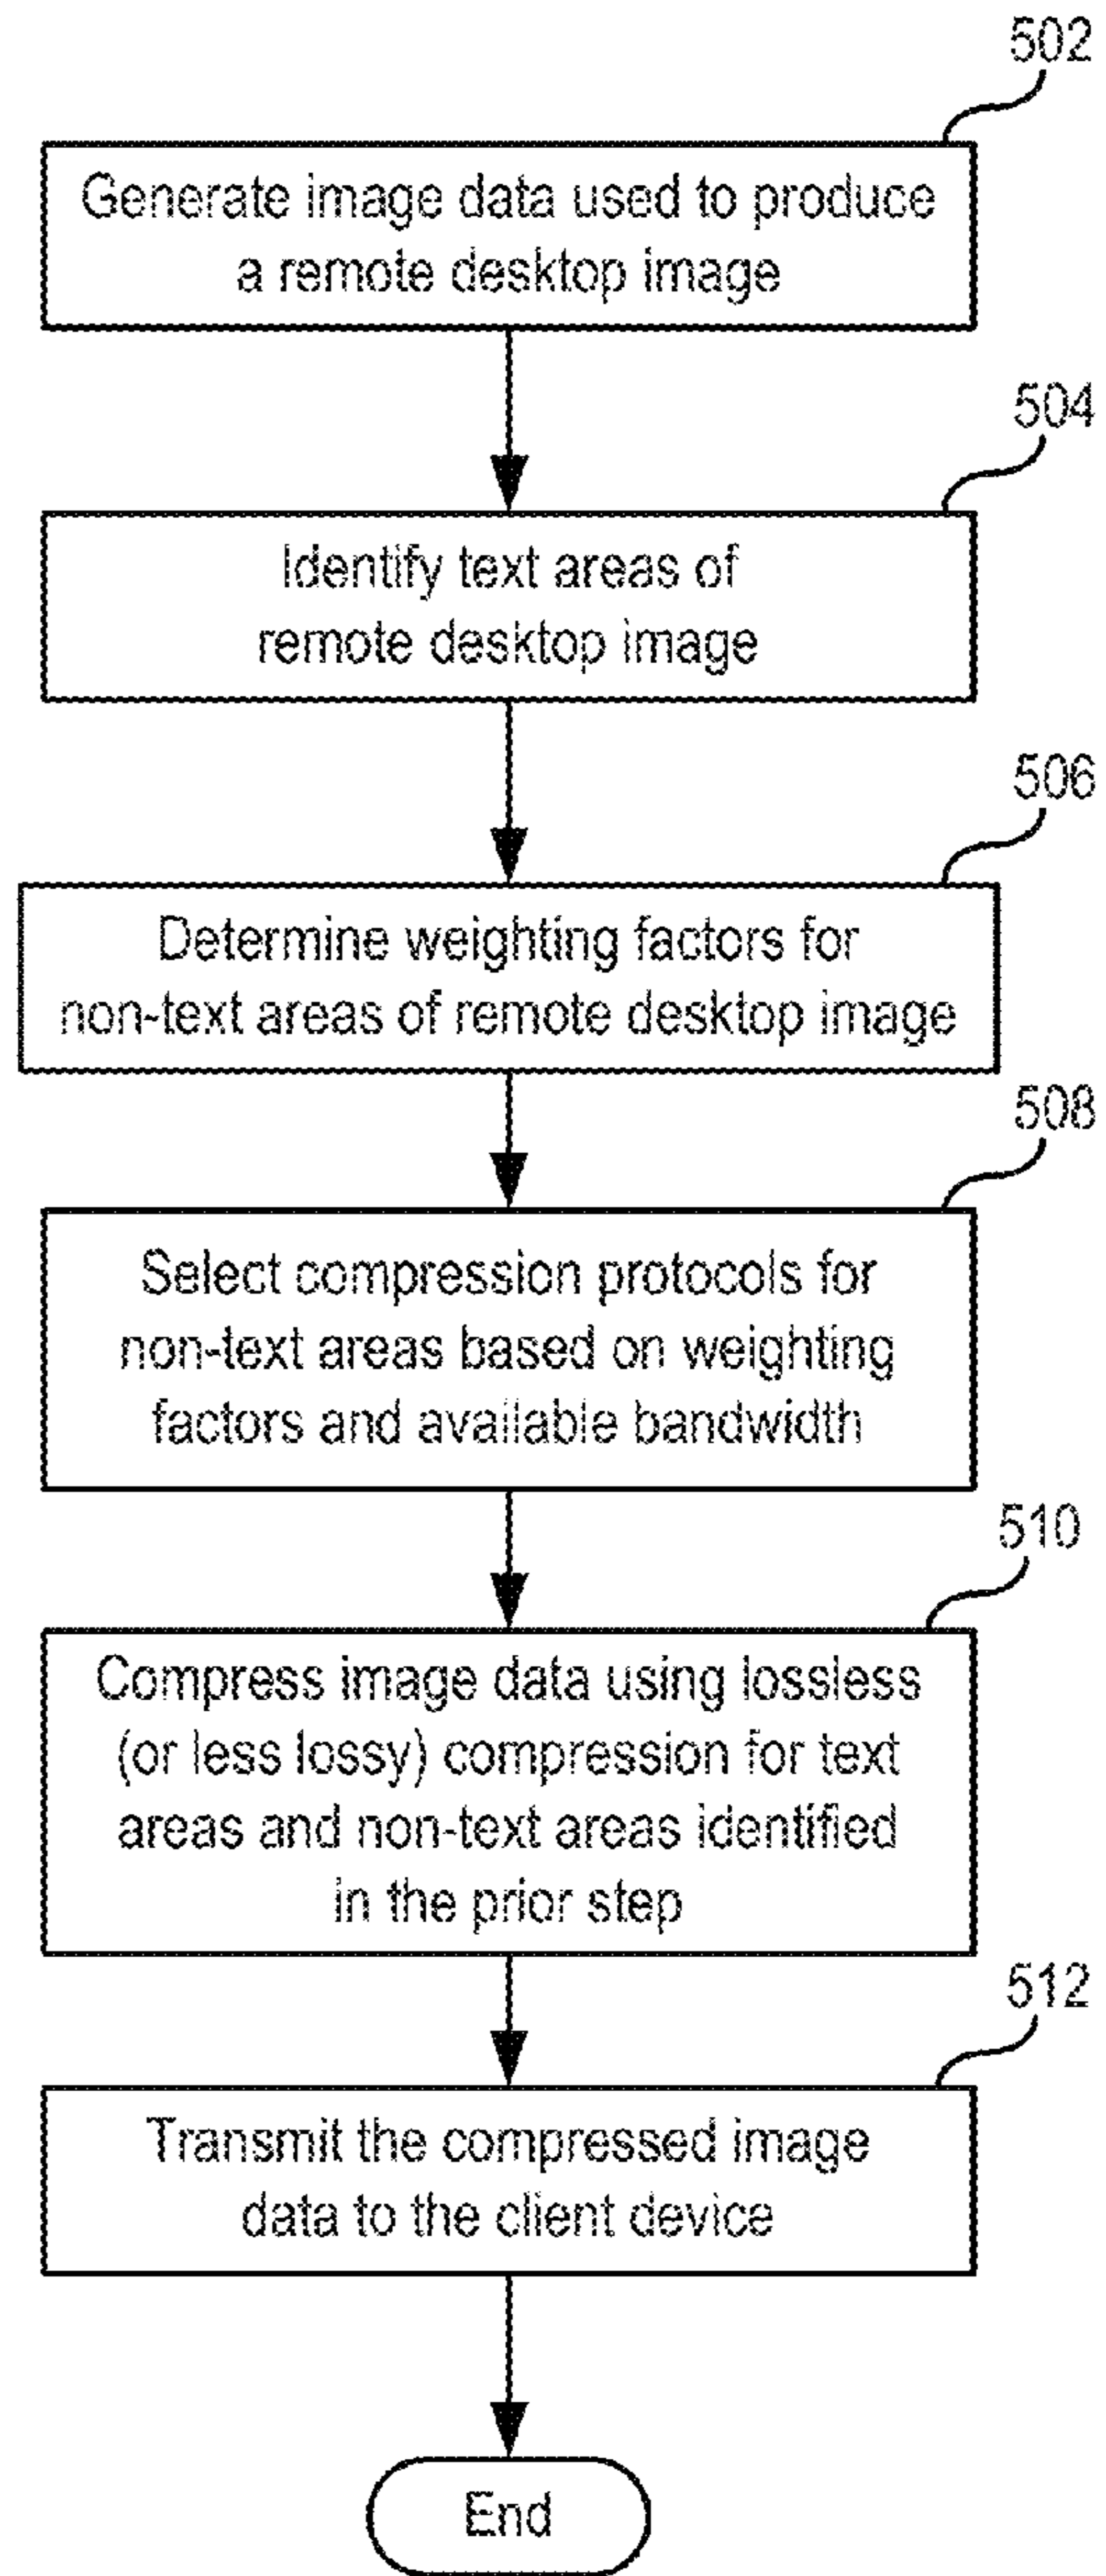 502
Generate image data used to produce
a remote desktop image
504
Identify text areas of
remote desktop image
506
Determine weighting factors for
non-text areas of remote desktop image
508
Select compression protocols for
non-text areas based on weighting
factors and available bandwidth
510
Compress image data using lossless
(or less lossy) compression for text
areas and non-text areas identified
in the prior step
512
Transmit the compressed image
data to the client device
End